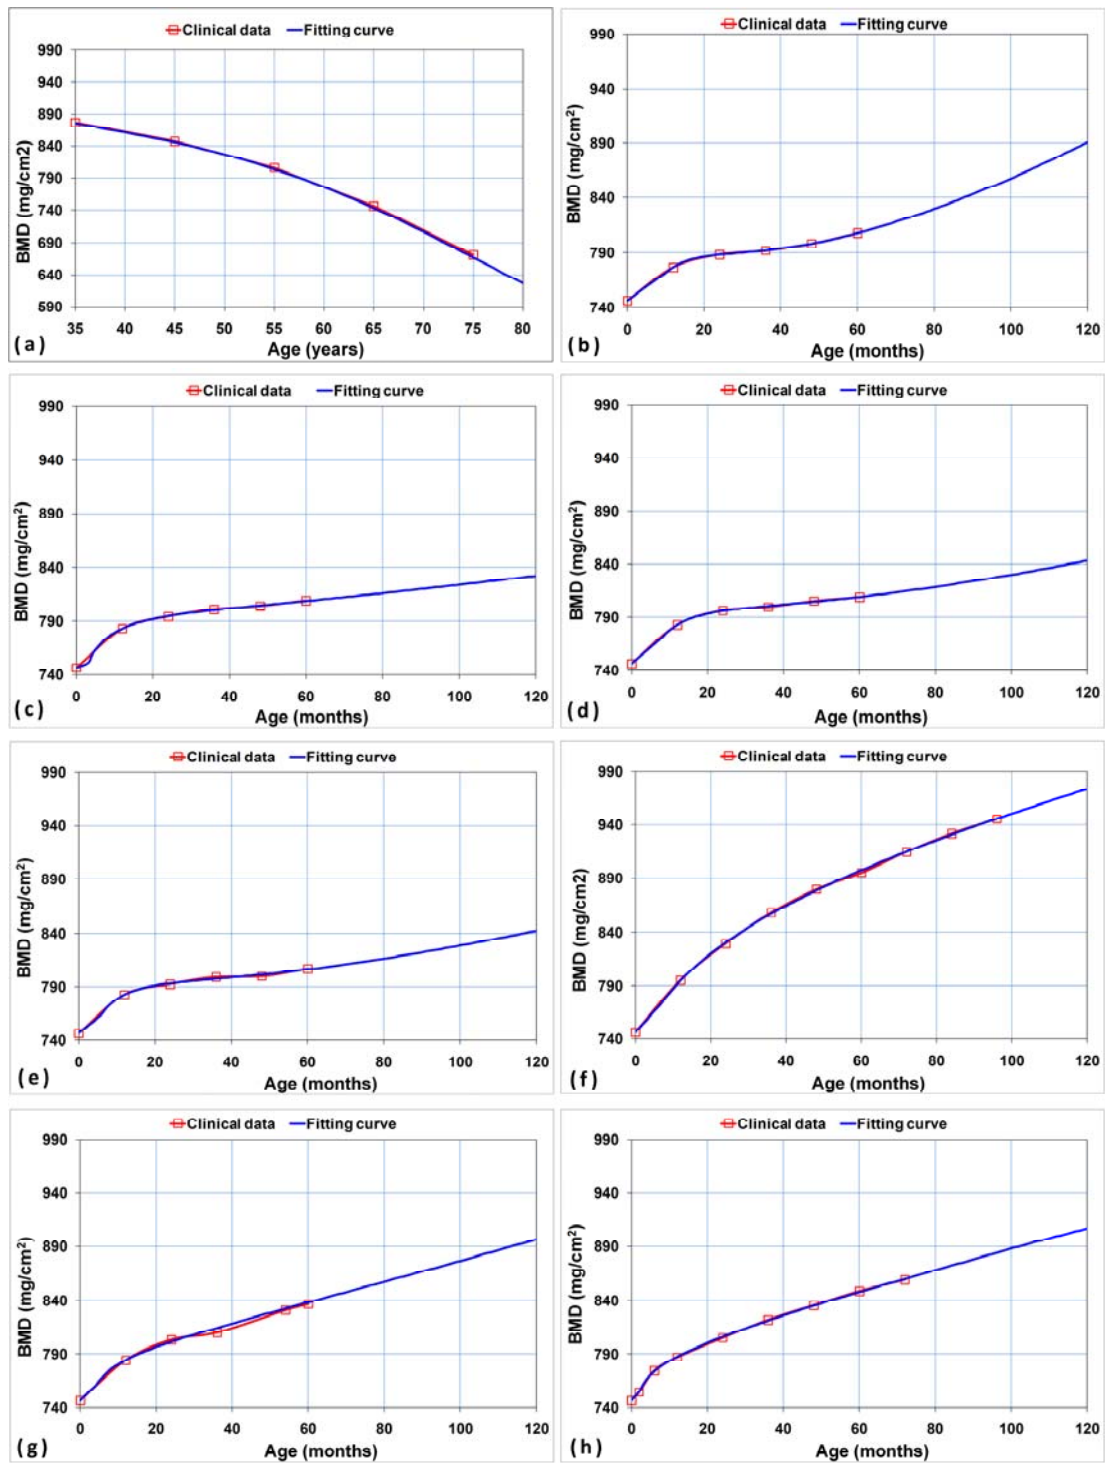 Clinical data Fitting curve
990
940
890
840
790
740
690
640
590
BMD (mg/cm2)
35 40 45 50 55 60 65 70 75 80
Age (years)
(a)
Clinical data Fitting curve
990
940
890
840
790
740
BMD (mg/cm²)
0 20 40 60 80 100 120
Age (months)
(b)
Clinical data Fitting curve
990
940
890
840
790
740
BMD (mg/cm²)
0 20 40 60 80 100 120
Age (months)
(c)
Clinical data Fitting curve
990
940
890
840
790
740
BMD (mg/cm²)
0 20 40 60 80 100 120
Age (months)
(d)
Clinical data Fitting curve
990
940
890
840
790
740
BMD (mg/cm²)
0 20 40 60 80 100 120
Age (months)
(e)
Clinical data Fitting curve
990
940
890
840
790
740
BMD (mg/cm2)
0 20 40 60 80 100 120
Age (months)
(f)
Clinical data Fitting curve
990
940
890
840
790
740
BMD (mg/cm²)
0 20 40 60 80 100 120
Age (months)
(g)
Clinical data Fitting curve
990
940
890
840
790
740
BMD (mg/cm²)
0 20 40 60 80 100 120
Age (months)
(h)